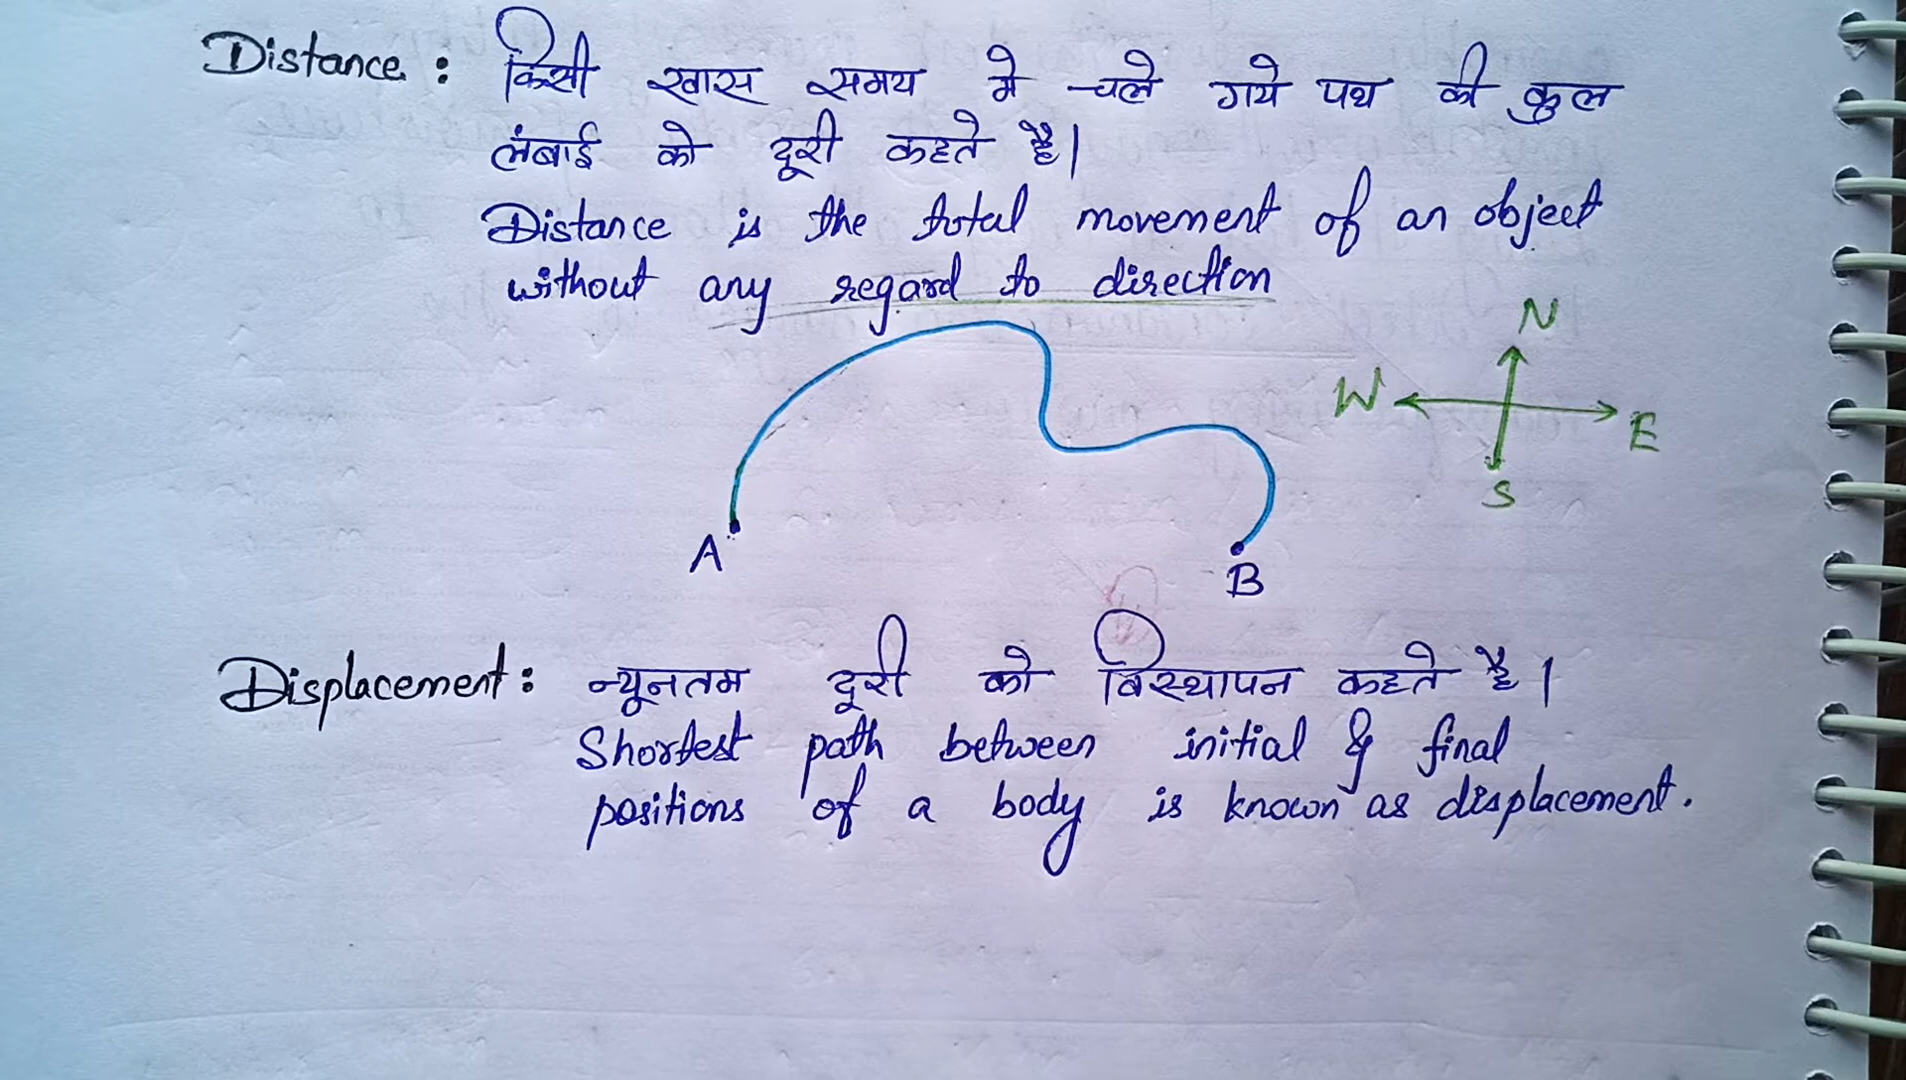 Distance : किसी खास समय मे चले गये पथ की कुल
लंबाई को दूरी कहते है।
Distance is the total movement of an object
without any regard to direction
N
W
E
S
A
B
Displacement : न्यूनतम दूरी को विस्थापन कहते है।
Shortest path between initial & final
positions of a body is known as displacement.